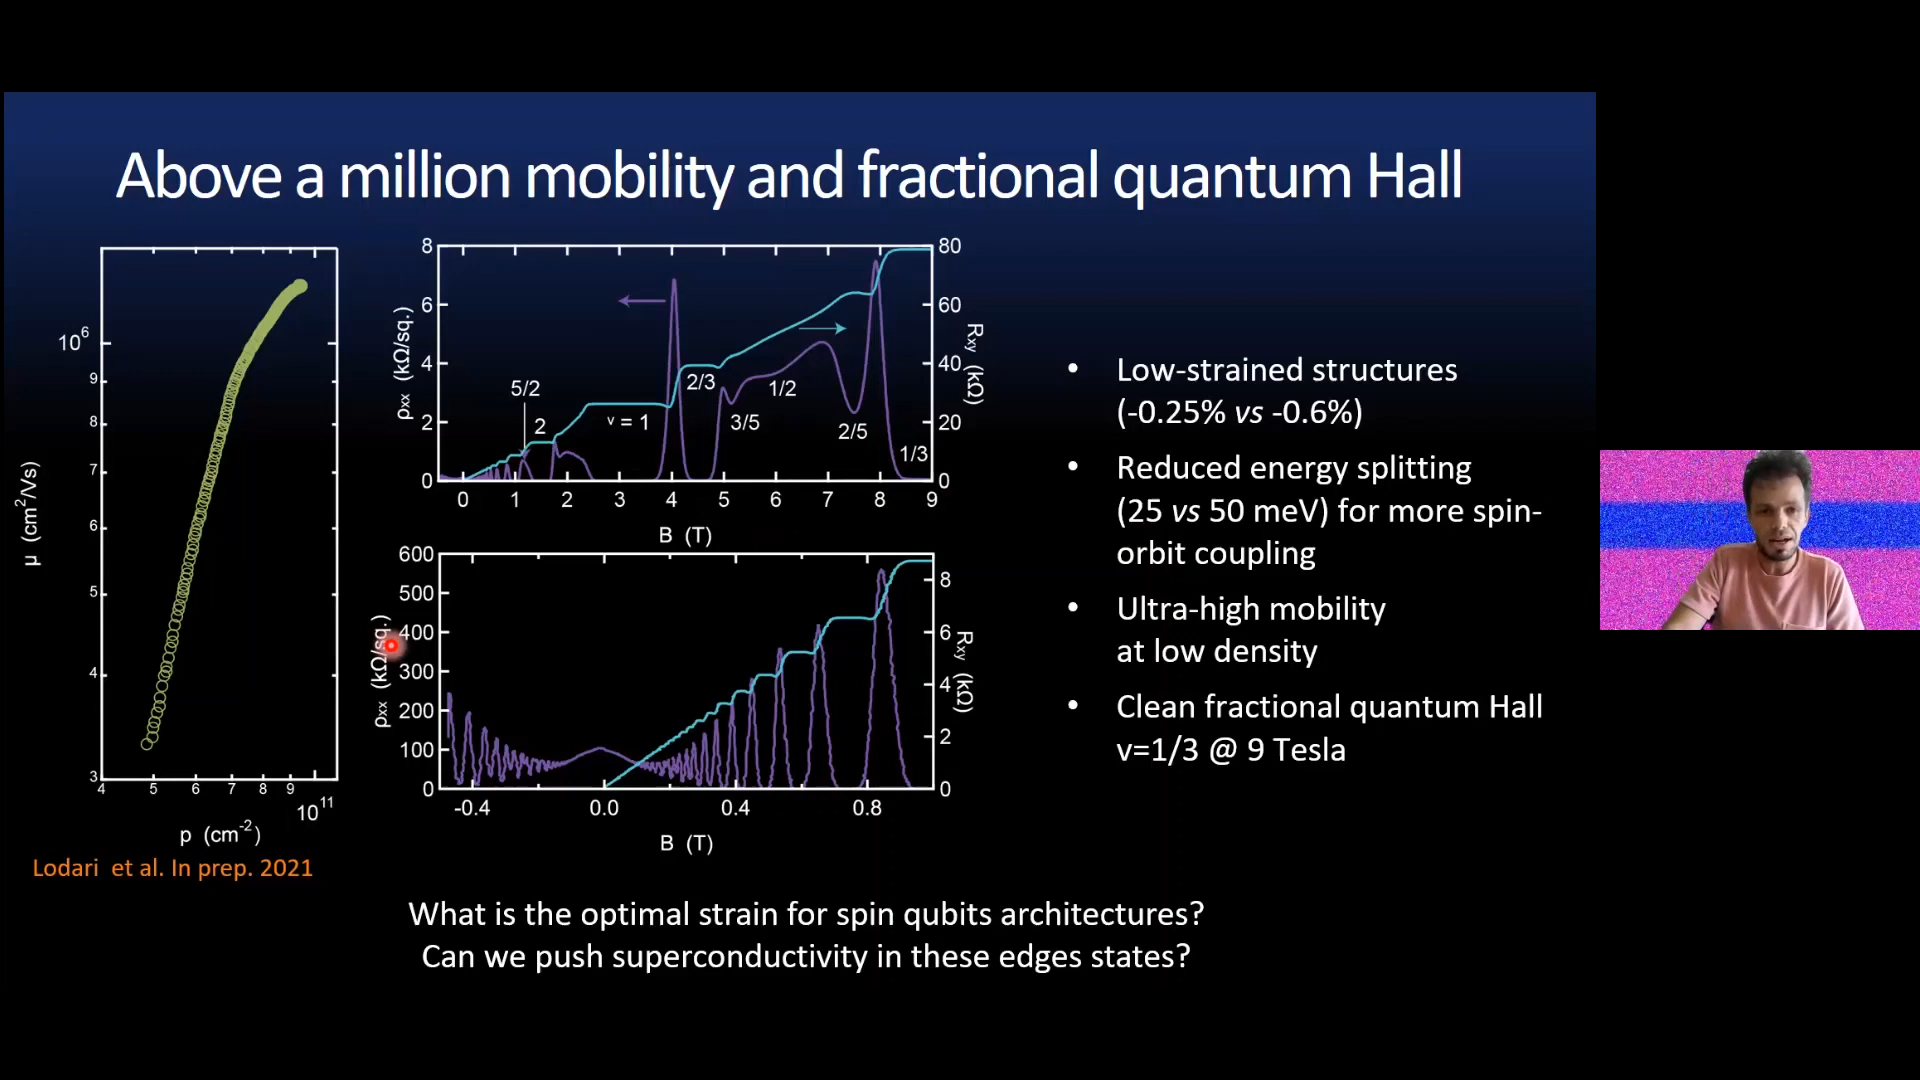 Above a million mobility and fractional quantum Hall
10⁶
9
8
7
6
5
4
3
μ (cm²/Vs)
4 5 6 7 8 9
10¹¹
p (cm⁻²)
Lodari et al. In prep. 2021
8
6
4
2
0
ρxx (kΩ/sq.)
80
60
40
20
0
Rxy (kΩ)
5/2
2
ν = 1
2/3
3/5
1/2
2/5
1/3
0 1 2 3 4 5 6 7 8 9
B (T)
600
500
400
300
200
100
0
ρxx (kΩ/sq.)
8
6
4
2
0
Rxy (kΩ)
-0.4 0.0 0.4 0.8
B (T)
• Low-strained structures
(-0.25% vs -0.6%)
• Reduced energy splitting
(25 vs 50 meV) for more spin-
orbit coupling
• Ultra-high mobility
at low density
• Clean fractional quantum Hall
v=1/3 @ 9 Tesla
What is the optimal strain for spin qubits architectures?
Can we push superconductivity in these edges states?